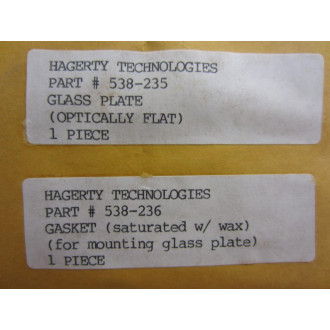 HAGERTY TECHNOLOGIES
PART # 538-235
GLASS PLATE
(OPTICALLY FLAT)
1 PIECE
HAGERTY TECHNOLOGIES
PART # 538-236
GASKET (saturated w/ wax)
(for mounting glass plate)
1 PIECE